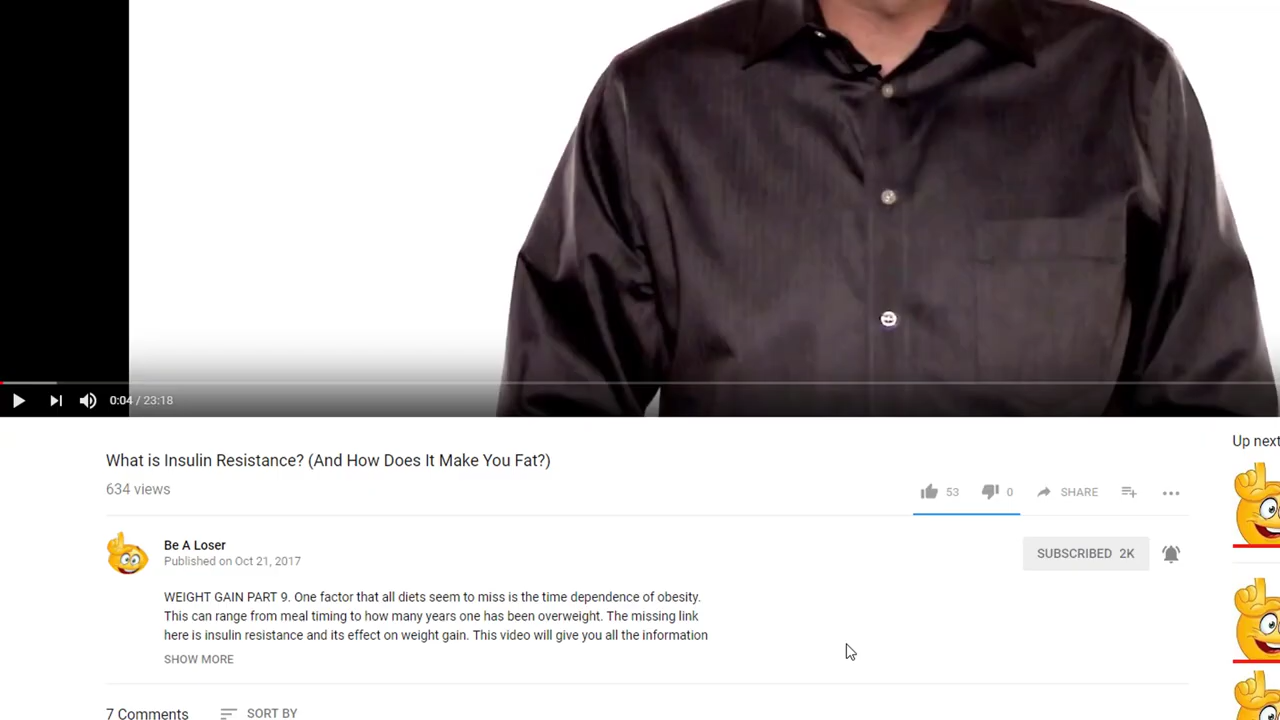 0:04 / 23:18
What is Insulin Resistance? (And How Does It Make You Fat?)
Up next
634 views
53
0
SHARE
Be A Loser
Published on Oct 21, 2017
SUBSCRIBED 2K
WEIGHT GAIN PART 9. One factor that all diets seem to miss is the time dependence of obesity.
This can range from meal timing to how many years one has been overweight. The missing link
here is insulin resistance and its effect on weight gain. This video will give you all the information
SHOW MORE
7 Comments
SORT BY